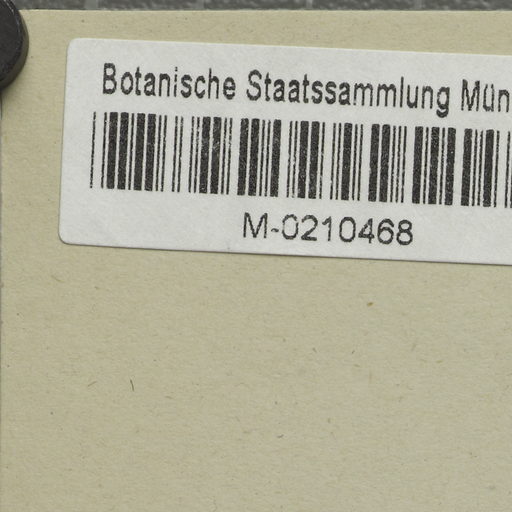 Botanische Staatssammlung Mün
M-0210468